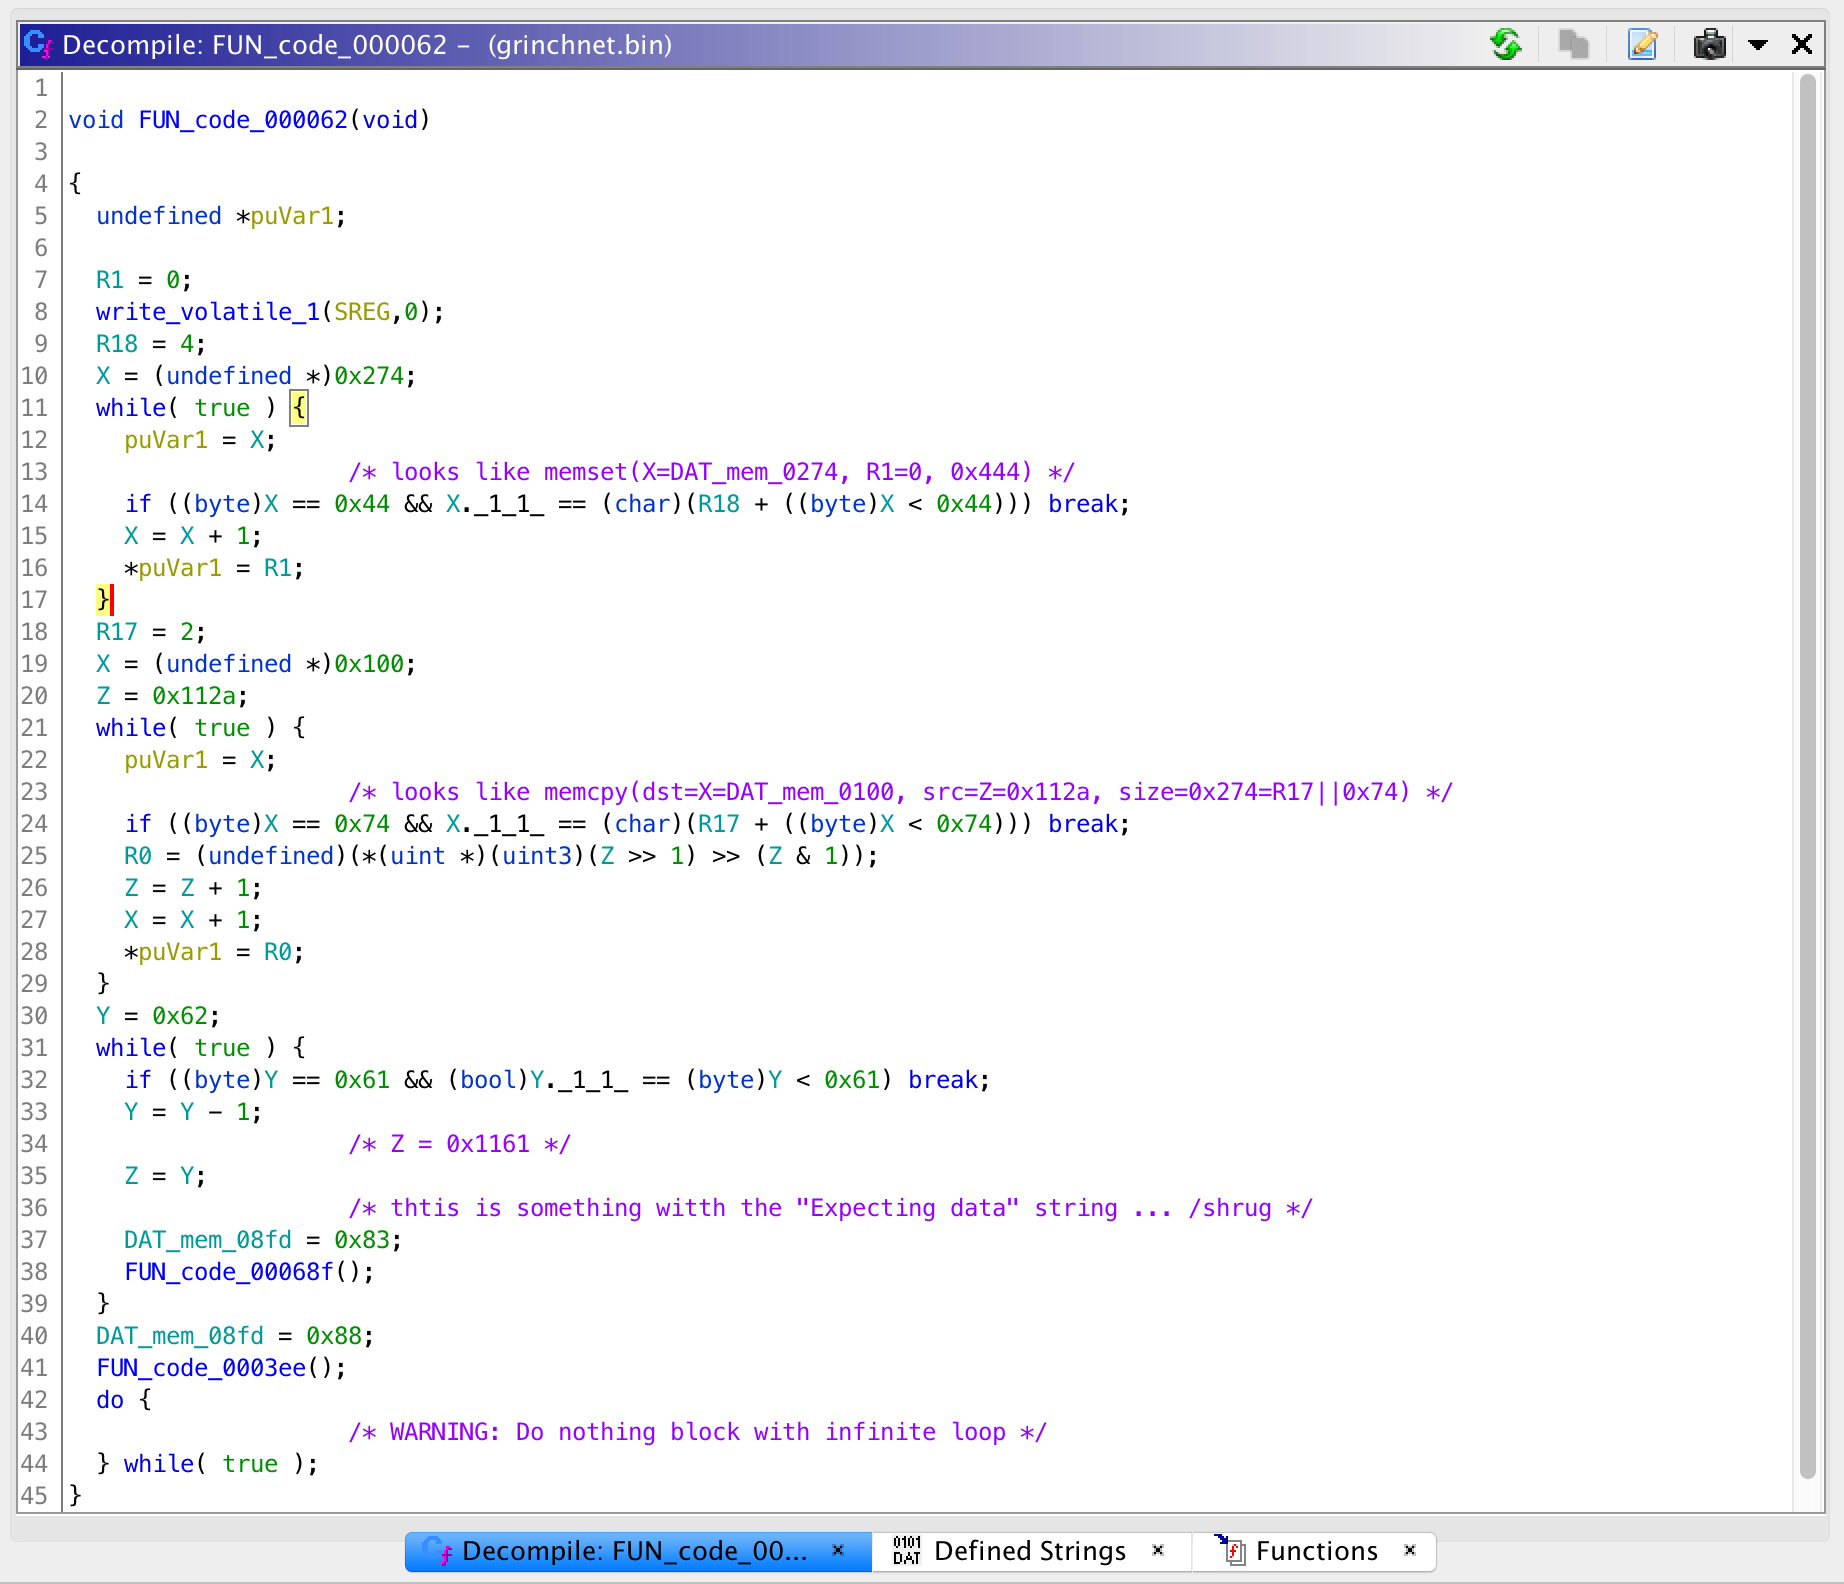 Decompile: FUN_code_000062 – (grinchnet.bin)
1
2 void FUN_code_000062(void)
3
4 {
5   undefined *puVar1;
6
7   R1 = 0;
8   write_volatile_1(SREG,0);
9   R18 = 4;
10   X = (undefined *)0x274;
11   while( true ) {
12     puVar1 = X;
13                     /* looks like memset(X=DAT_mem_0274, R1=0, 0x444) */
14     if ((byte)X == 0x44 && X._1_1_ == (char)(R18 + ((byte)X < 0x44))) break;
15     X = X + 1;
16     *puVar1 = R1;
17   }
18   R17 = 2;
19   X = (undefined *)0x100;
20   Z = 0x112a;
21   while( true ) {
22     puVar1 = X;
23                     /* looks like memcpy(dst=X=DAT_mem_0100, src=Z=0x112a, size=0x274=R17||0x74) */
24     if ((byte)X == 0x74 && X._1_1_ == (char)(R17 + ((byte)X < 0x74))) break;
25     R0 = (undefined)(*(uint *)(uint3)(Z >> 1) >> (Z & 1));
26     Z = Z + 1;
27     X = X + 1;
28     *puVar1 = R0;
29   }
30   Y = 0x62;
31   while( true ) {
32     if ((byte)Y == 0x61 && (bool)Y._1_1_ == (byte)Y < 0x61) break;
33     Y = Y - 1;
34                     /* Z = 0x1161 */
35     Z = Y;
36                     /* thtis is something witth the "Expecting data" string ... /shrug */
37     DAT_mem_08fd = 0x83;
38     FUN_code_00068f();
39   }
40   DAT_mem_08fd = 0x88;
41   FUN_code_0003ee();
42   do {
43                     /* WARNING: Do nothing block with infinite loop */
44   } while( true );
45 }
Decompile: FUN_code_00... × 0101 DAT Defined Strings × f Functions ×